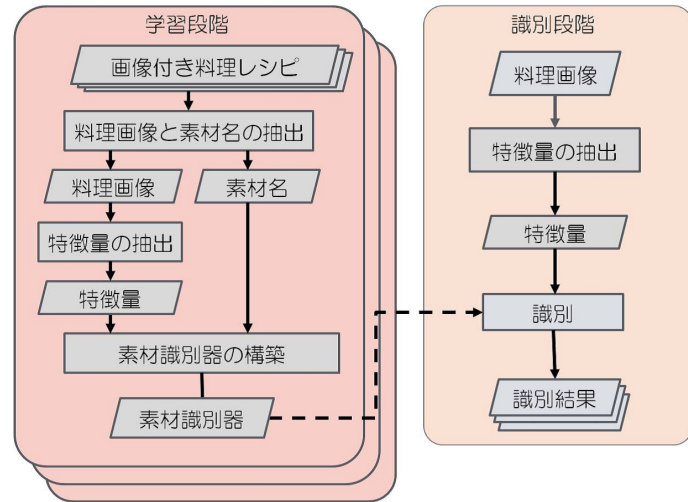 学習段階
画像付き料理レシピ
料理画像と素材名の抽出
料理画像
素材名
特徴量の抽出
特徴量
素材識別器の構築
素材識別器
識別段階
料理画像
特徴量の抽出
特徴量
識別
識別結果